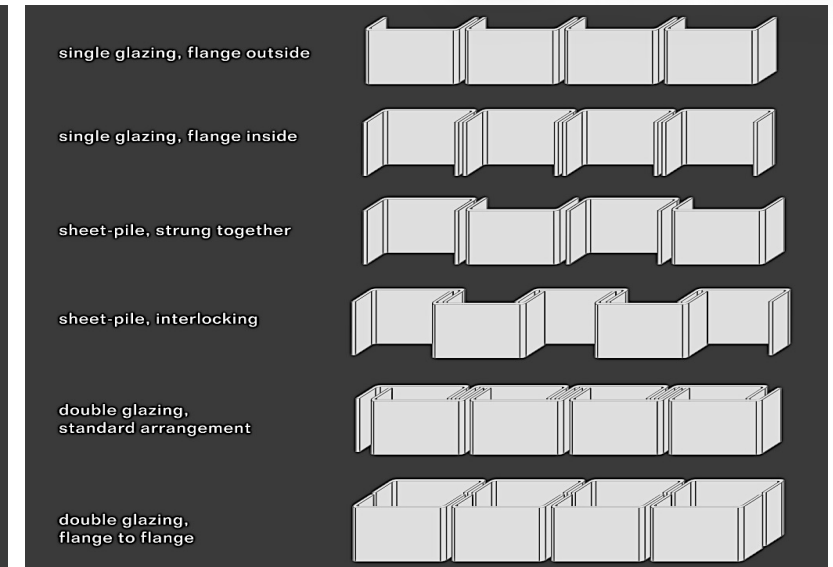 single glazing, flange outside
single glazing, flange inside
sheet-pile, strung together
sheet-pile, interlocking
double glazing,
standard arrangement
double glazing,
flange to flange